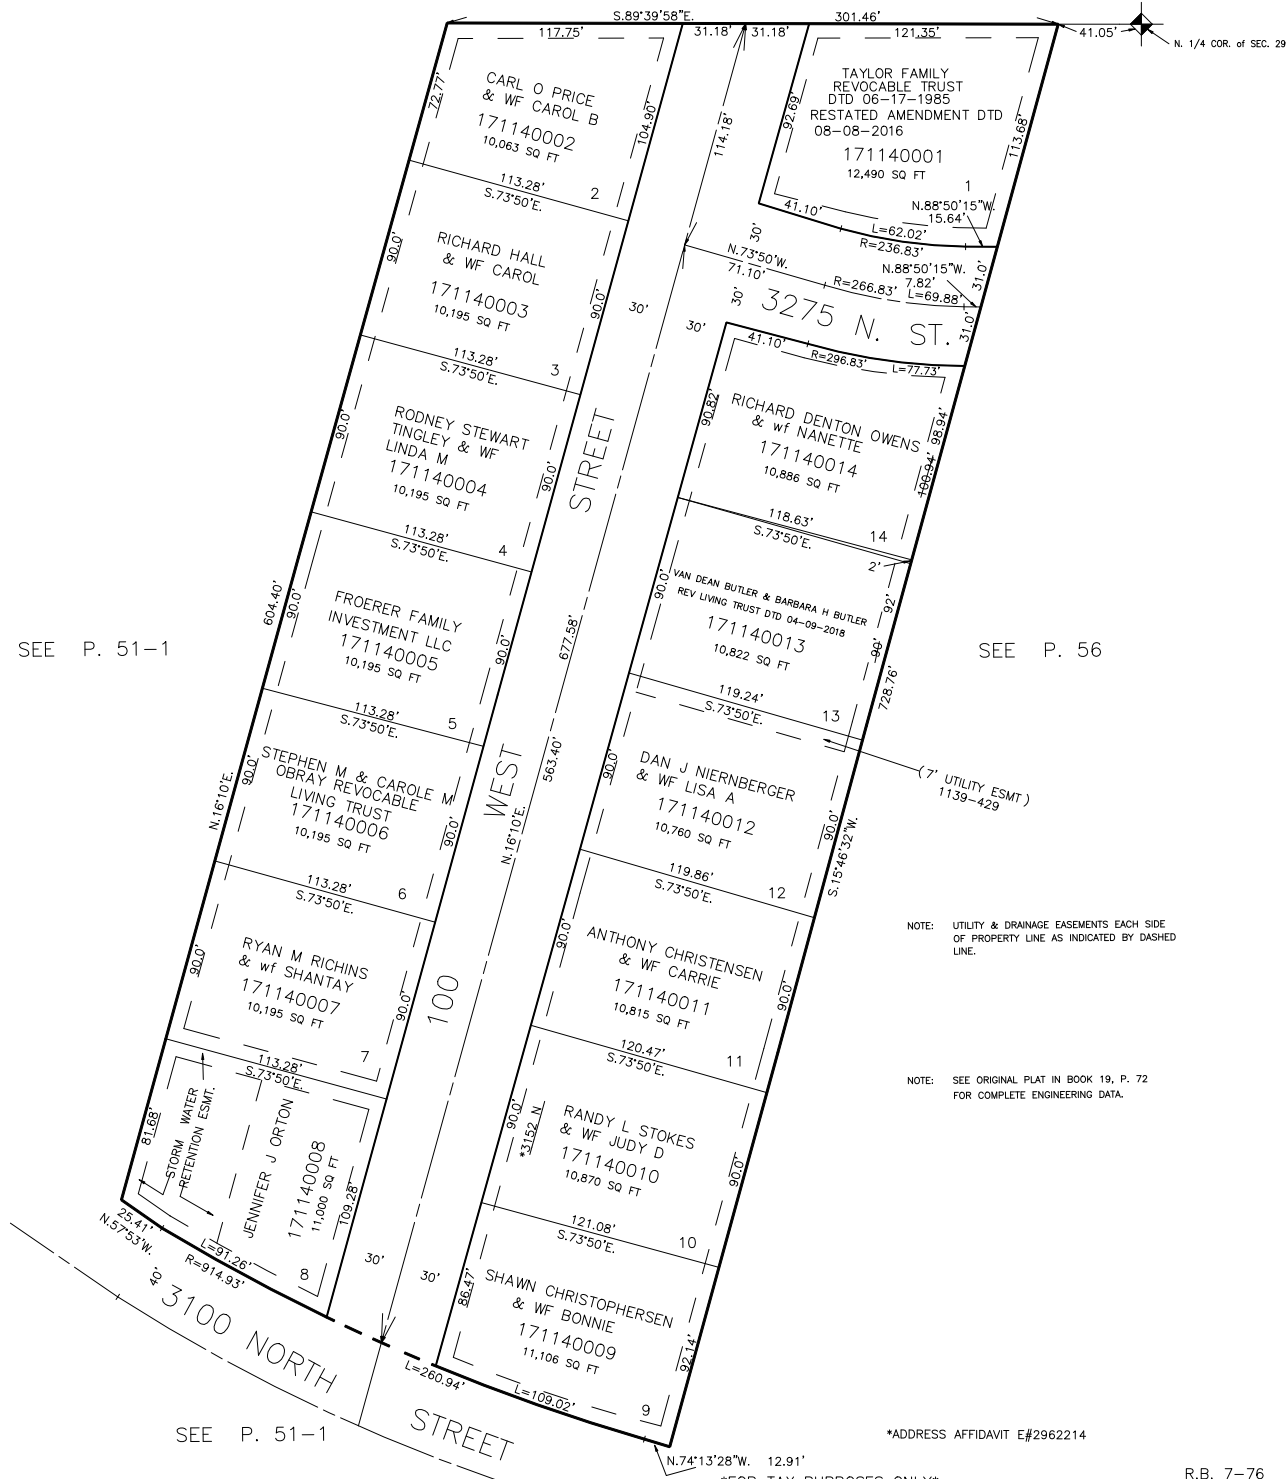 S.89°39'58"E.
301.46'
117.75'
31.18'
31.18'
121.35'
41.05'
N. 1/4 COR. of SEC. 29
72.77'
CARL O PRICE
& WF CAROL B
171140002
10,063 SQ FT
104.90'
114.18'
92.69'
TAYLOR FAMILY
REVOCABLE TRUST
DTD 06-17-1985
RESTATED AMENDMENT DTD
08-08-2016
171140001
12,490 SQ FT
113.68'
1
113.28'
S.73°50'E.
2
41.10'
L=62.02'
R=236.83'
N.88°50'15"W.
15.64'
90.0'
RICHARD HALL
& WF CAROL
171140003
10,195 SQ FT
90.0'
30'
30'
30'
N.73°50'W.
71.10'
30'
R=266.83'
L=69.88'
N.88°50'15"W.
7.82'
31.0'
31.0'
3275 N. ST.
113.28'
S.73°50'E.
3
41.10'
R=296.83'
L=77.73'
90.0'
RODNEY STEWART
TINGLEY & WF
LINDA M
171140004
10,195 SQ FT
90.0'
STREET
90.82'
RICHARD DENTON OWENS
& wf NANETTE
171140014
10,886 SQ FT
98.94'
100.94'
113.28'
S.73°50'E.
4
118.63'
S.73°50'E.
14
2'
604.40'
90.0'
FROERER FAMILY
INVESTMENT LLC
171140005
10,195 SQ FT
90.0'
677.58'
90.0'
VAN DEAN BUTLER & BARBARA H BUTLER
REV LIVING TRUST DTD 04-09-2018
171140013
10,822 SQ FT
92'
90'
728.76'
SEE P. 51-1
SEE P. 56
113.28'
S.73°50'E.
5
119.24'
S.73°50'E.
13
N.16°10'E.
90.0'
STEPHEN M & CAROLE M
OBRAY REVOCABLE
LIVING TRUST
171140006
10,195 SQ FT
90.0'
WEST
563.40'
N.16°10'E.
90.0'
DAN J NIERNBERGER
& WF LISA A
171140012
10,760 SQ FT
90.0'
S.15°46'32"W.
(7' UTILITY ESMT)
1139-429
113.28'
S.73°50'E.
6
119.86'
S.73°50'E.
12
90.0'
RYAN M RICHINS
& wf SHANTAY
171140007
10,195 SQ FT
90.0'
100
90.0'
ANTHONY CHRISTENSEN
& WF CARRIE
171140011
10,815 SQ FT
90.0'
NOTE: UTILITY & DRAINAGE EASEMENTS EACH SIDE
OF PROPERTY LINE AS INDICATED BY DASHED
LINE.
7
113.28'
S.73°50'E.
120.47'
S.73°50'E.
11
NOTE: SEE ORIGINAL PLAT IN BOOK 19, P. 72
FOR COMPLETE ENGINEERING DATA.
81.68'
STORM WATER
RETENTION ESMT.
JENNIFER J ORTON
171140008
11,000 SQ FT
109.28'
90.0'
*3152 N
RANDY L STOKES
& WF JUDY D
171140010
10,870 SQ FT
90.0'
25.41'
N.57°53'W.
L=91.26'
R=914.93'
8
30'
30'
121.08'
S.73°50'E.
10
40'
86.47'
SHAWN CHRISTOPHERSEN
& WF BONNIE
171140009
11,106 SQ FT
92.14'
3100 NORTH
STREET
L=260.94'
L=109.02'
9
SEE P. 51-1
*ADDRESS AFFIDAVIT E#2962214
N.74°13'28"W. 12.91'
*FOR TAX PURPOSES ONLY*
R.B. 7-76